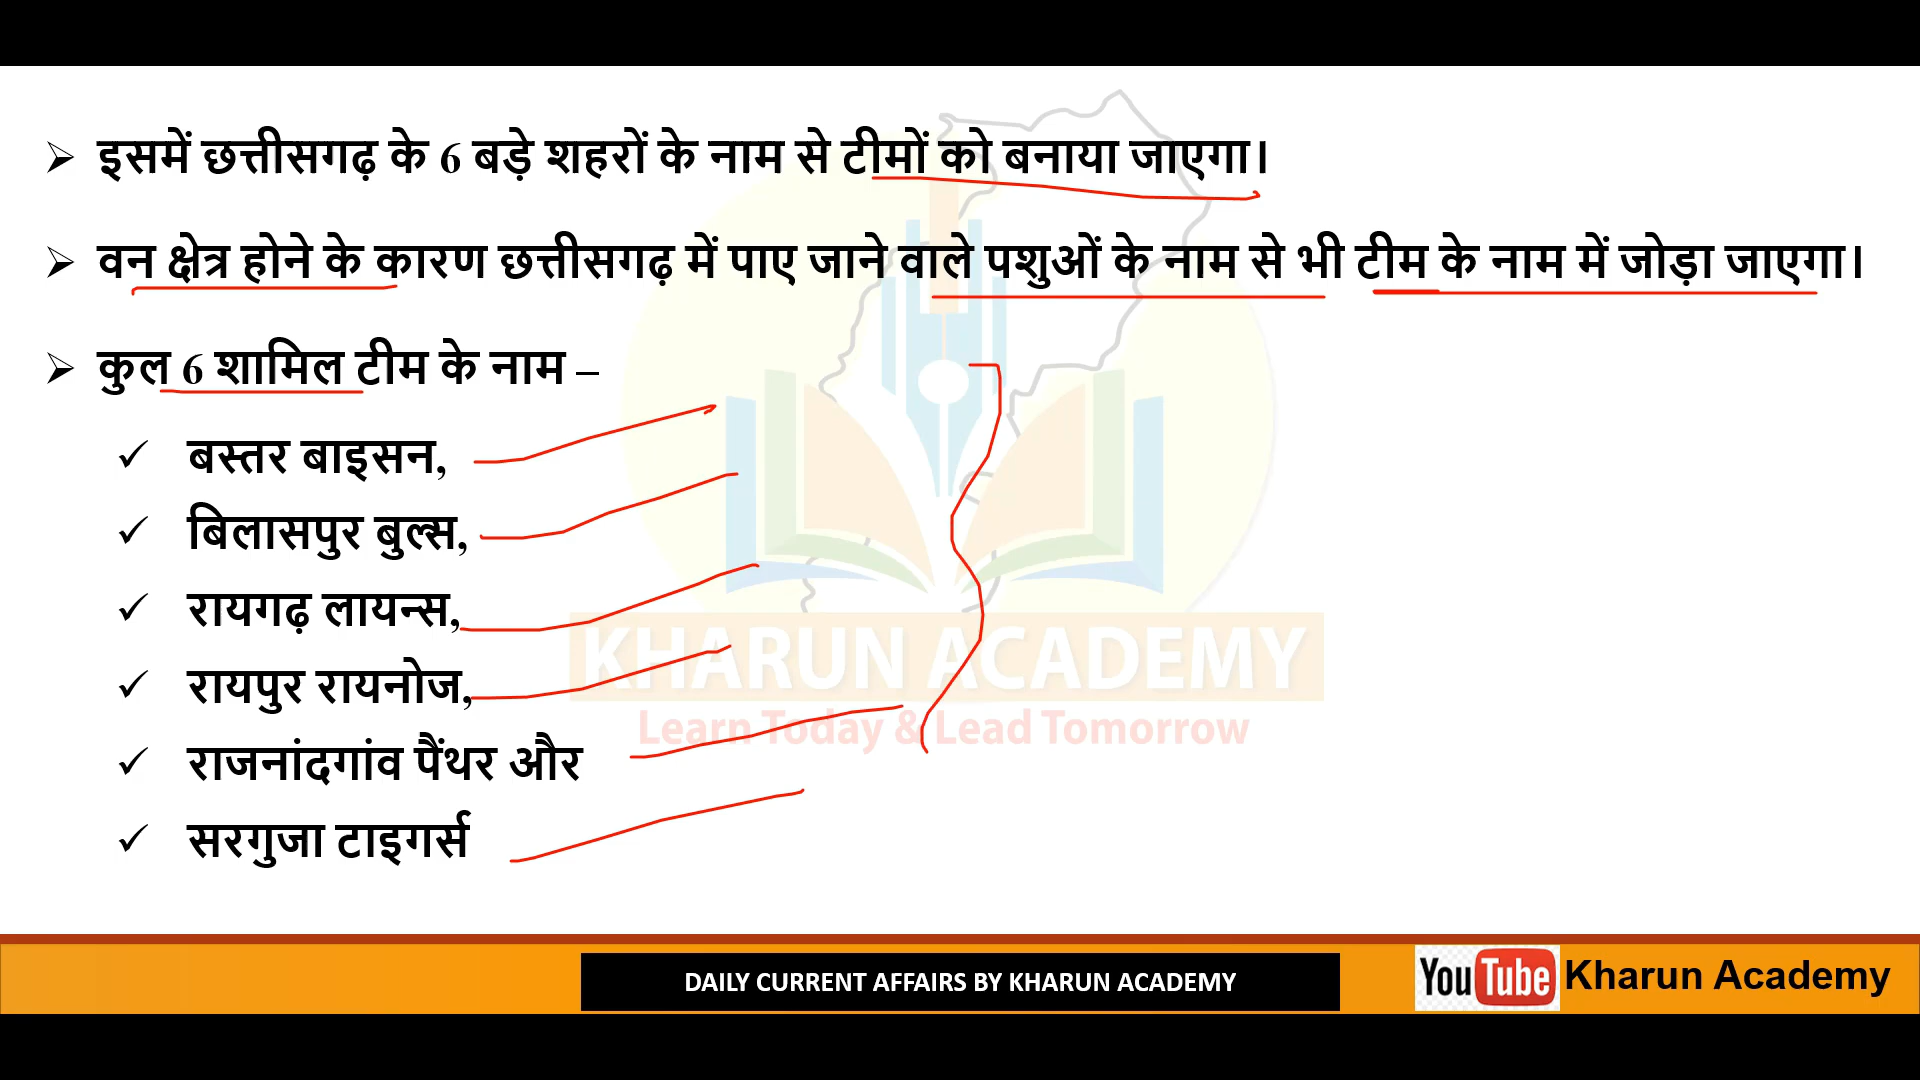 ➢ इसमें छत्तीसगढ़ के 6 बड़े शहरों के नाम से टीमों को बनाया जाएगा।
➢ वन क्षेत्र होने के कारण छत्तीसगढ़ में पाए जाने वाले पशुओं के नाम से भी टीम के नाम में जोड़ा जाएगा।
➢ कुल 6 शामिल टीम के नाम –
✓ बस्तर बाइसन,
✓ बिलासपुर बुल्स,
✓ रायगढ़ लायन्स,
✓ रायपुर रायनोज,
✓ राजनांदगांव पैंथर और
✓ सरगुजा टाइगर्स
KHARUN ACADEMY
Learn Today & Lead Tomorrow
DAILY CURRENT AFFAIRS BY KHARUN ACADEMY
YouTube Kharun Academy